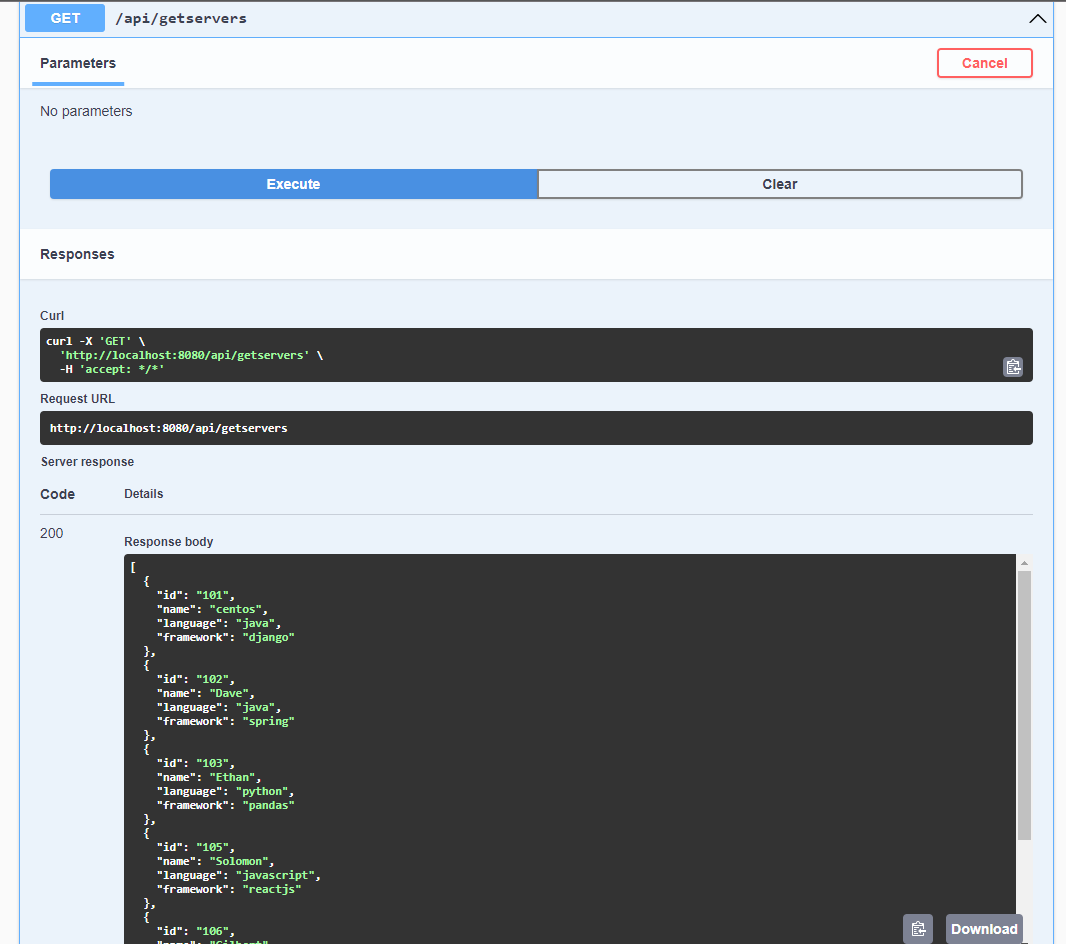 GET /api/getservers
Parameters
Cancel
No parameters
Execute
Clear
Responses
Curl
curl -X 'GET' \
  'http://localhost:8080/api/getservers' \
  -H 'accept: */*'
Request URL
http://localhost:8080/api/getservers
Server response
Code Details
200
Response body
[
  {
    "id": "101",
    "name": "centos",
    "language": "java",
    "framework": "django"
  },
  {
    "id": "102",
    "name": "Dave",
    "language": "java",
    "framework": "spring"
  },
  {
    "id": "103",
    "name": "Ethan",
    "language": "python",
    "framework": "pandas"
  },
  {
    "id": "105",
    "name": "Solomon",
    "language": "javascript",
    "framework": "reactjs"
  },
  {
    "id": "106",
Download